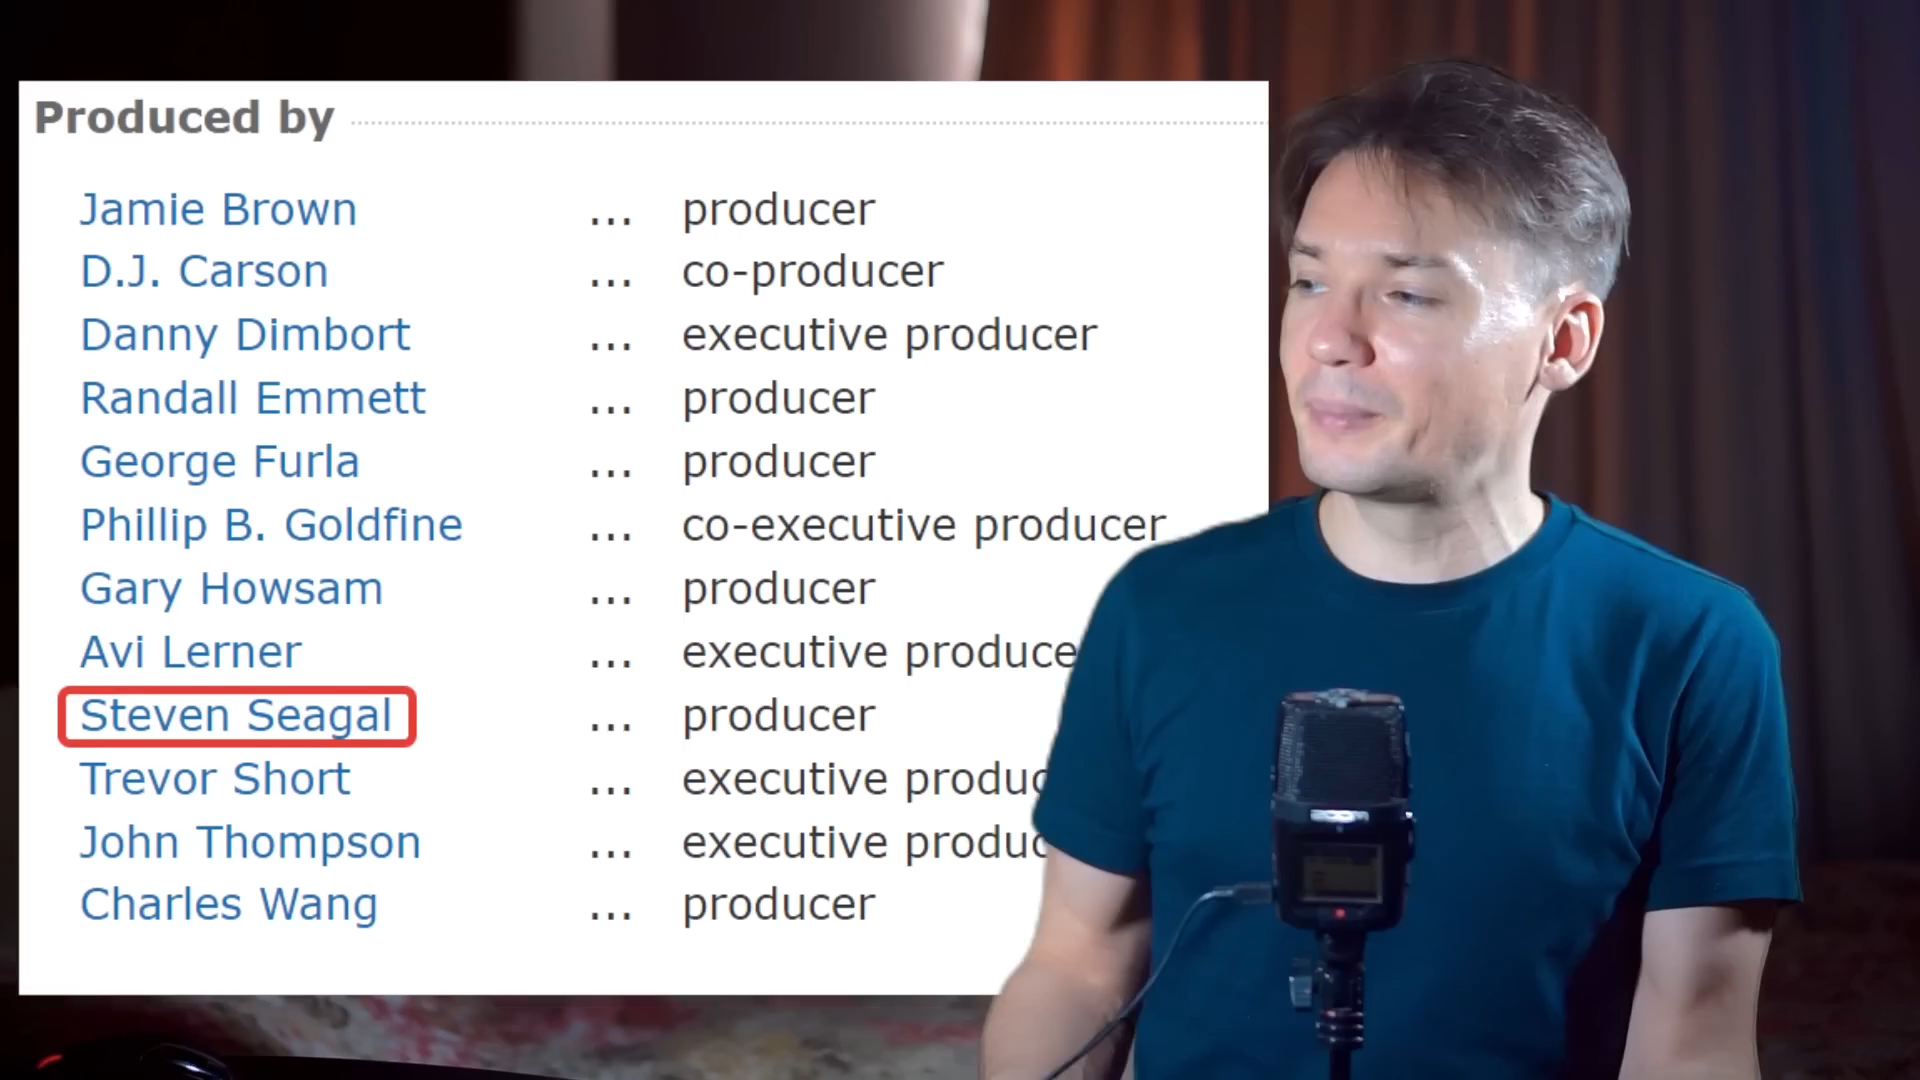 Produced by
Jamie Brown ... producer
D.J. Carson ... co-producer
Danny Dimbort ... executive producer
Randall Emmett ... producer
George Furla ... producer
Phillip B. Goldfine ... co-executive producer
Gary Howsam ... producer
Avi Lerner ... executive produce
Steven Seagal ... producer
Trevor Short ... executive produc
John Thompson ... executive produc
Charles Wang ... producer